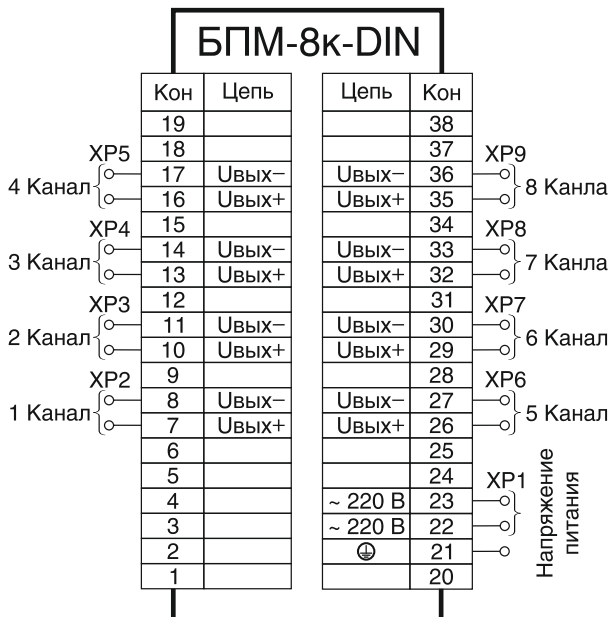 БПМ-8к-DIN
Кон Цепь Цепь Кон
19 38
18 37
XP5 XP9
17 Uвых– Uвых– 36
4 Канал 8 Канла
16 Uвых+ Uвых+ 35
15 34
XP4 XP8
14 Uвых– Uвых– 33
3 Канал 7 Канла
13 Uвых+ Uвых+ 32
12 31
XP3 XP7
11 Uвых– Uвых– 30
2 Канал 6 Канал
10 Uвых+ Uвых+ 29
9 28
XP2 XP6
8 Uвых– Uвых– 27
1 Канал 5 Канал
7 Uвых+ Uвых+ 26
6 25
5 24
XP1
4 ~ 220 В 23
3 ~ 220 В 22
2 21
1 20
Напряжение
питания